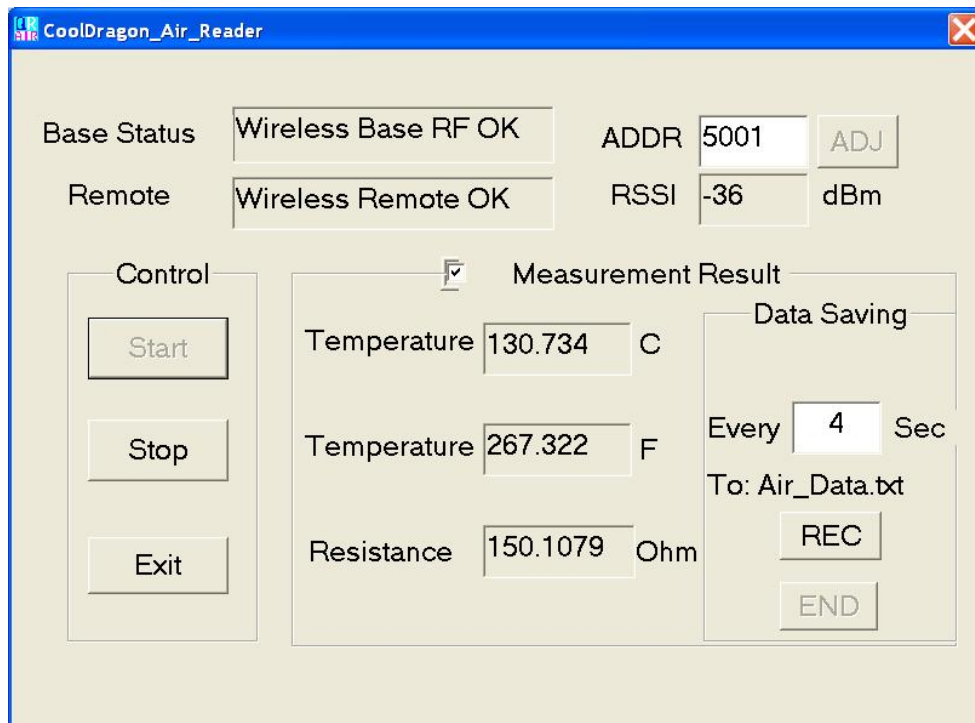 CoolDragon_Air_Reader
Base Status Wireless Base RF OK ADDR 5001 ADJ
Remote Wireless Remote OK RSSI -36 dBm
Control Measurement Result
Data Saving
Start Temperature 130.734 C
Every 4 Sec
Stop Temperature 267.322 F
To: Air_Data.txt
REC
Exit Resistance 150.1079 Ohm
END